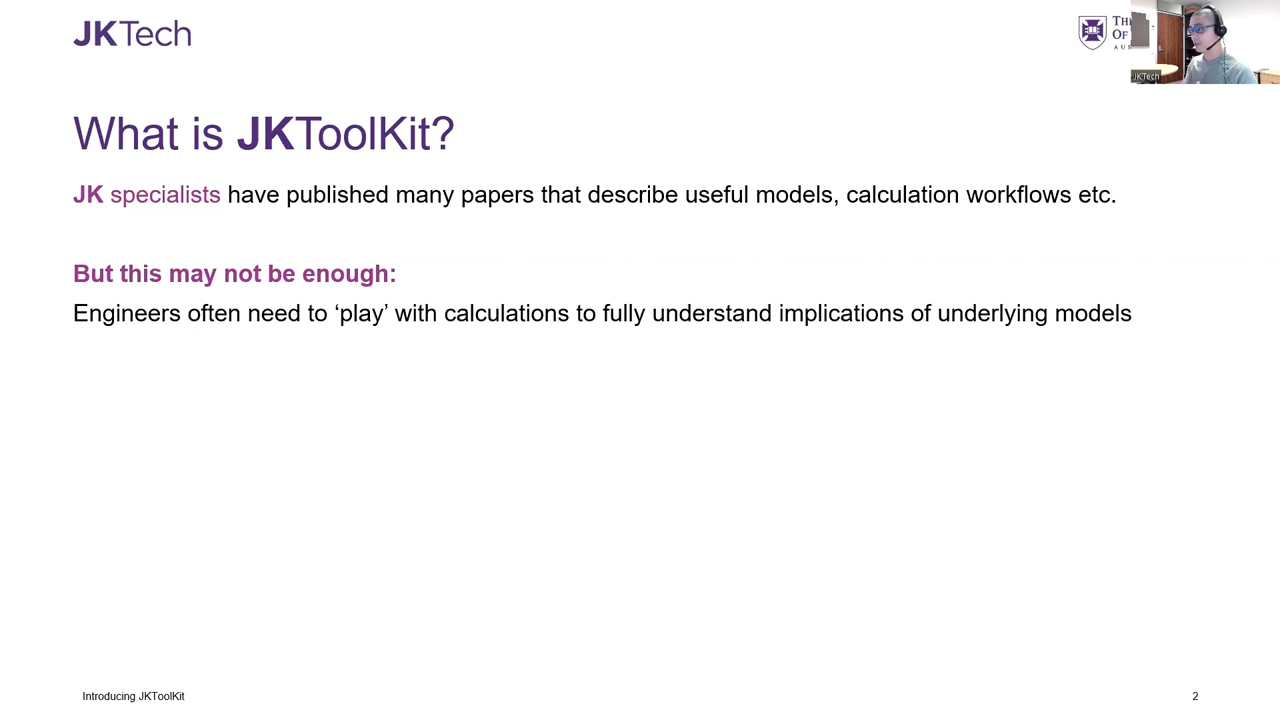 JKTech
Of
JKTech
What is JKToolKit?
JK specialists have published many papers that describe useful models, calculation workflows etc.
But this may not be enough:
Engineers often need to ‘play’ with calculations to fully understand implications of underlying models
Introducing JKToolKit
2